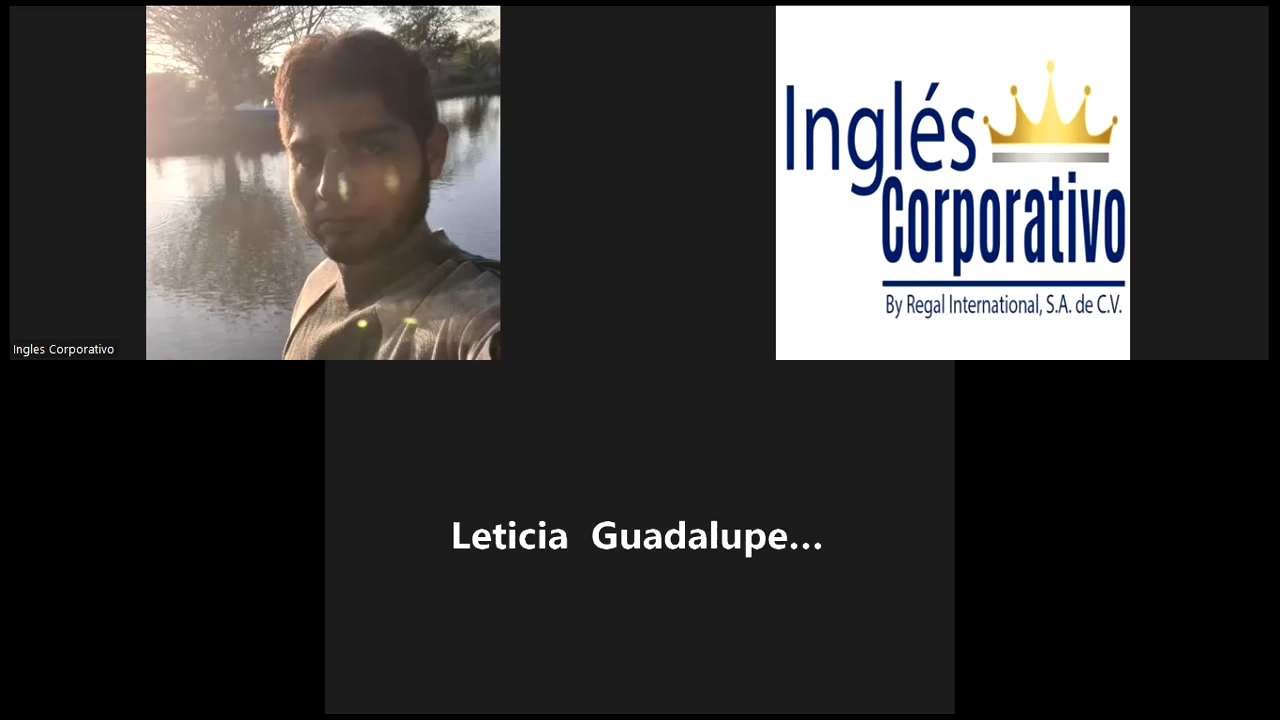 Inglés
Corporativo
By Regal International, S.A. de C.V.
Ingles Corporativo
Leticia  Guadalupe...